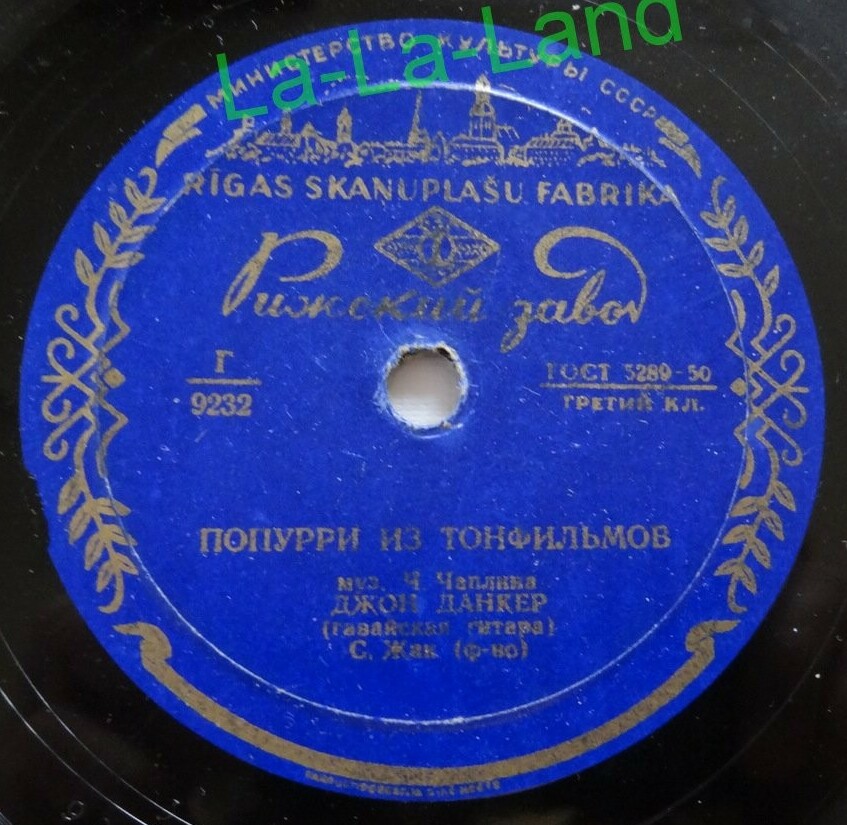 La-La-Land
МИНИСТЕРСТВО КУЛЬТУРЫ СССР
RĪGAS SKAŅUPLAŠU FABRIKA
Рижский завод
Г
9232
ГОСТ 5289-50
ТРЕТИЙ КЛ.
ПОПУРРИ ИЗ ТОНФИЛЬМОВ
муз. Ч. Чаплина
ДЖОН ДАНКЕР
(гавайская гитара)
С. Жак (ф-но)